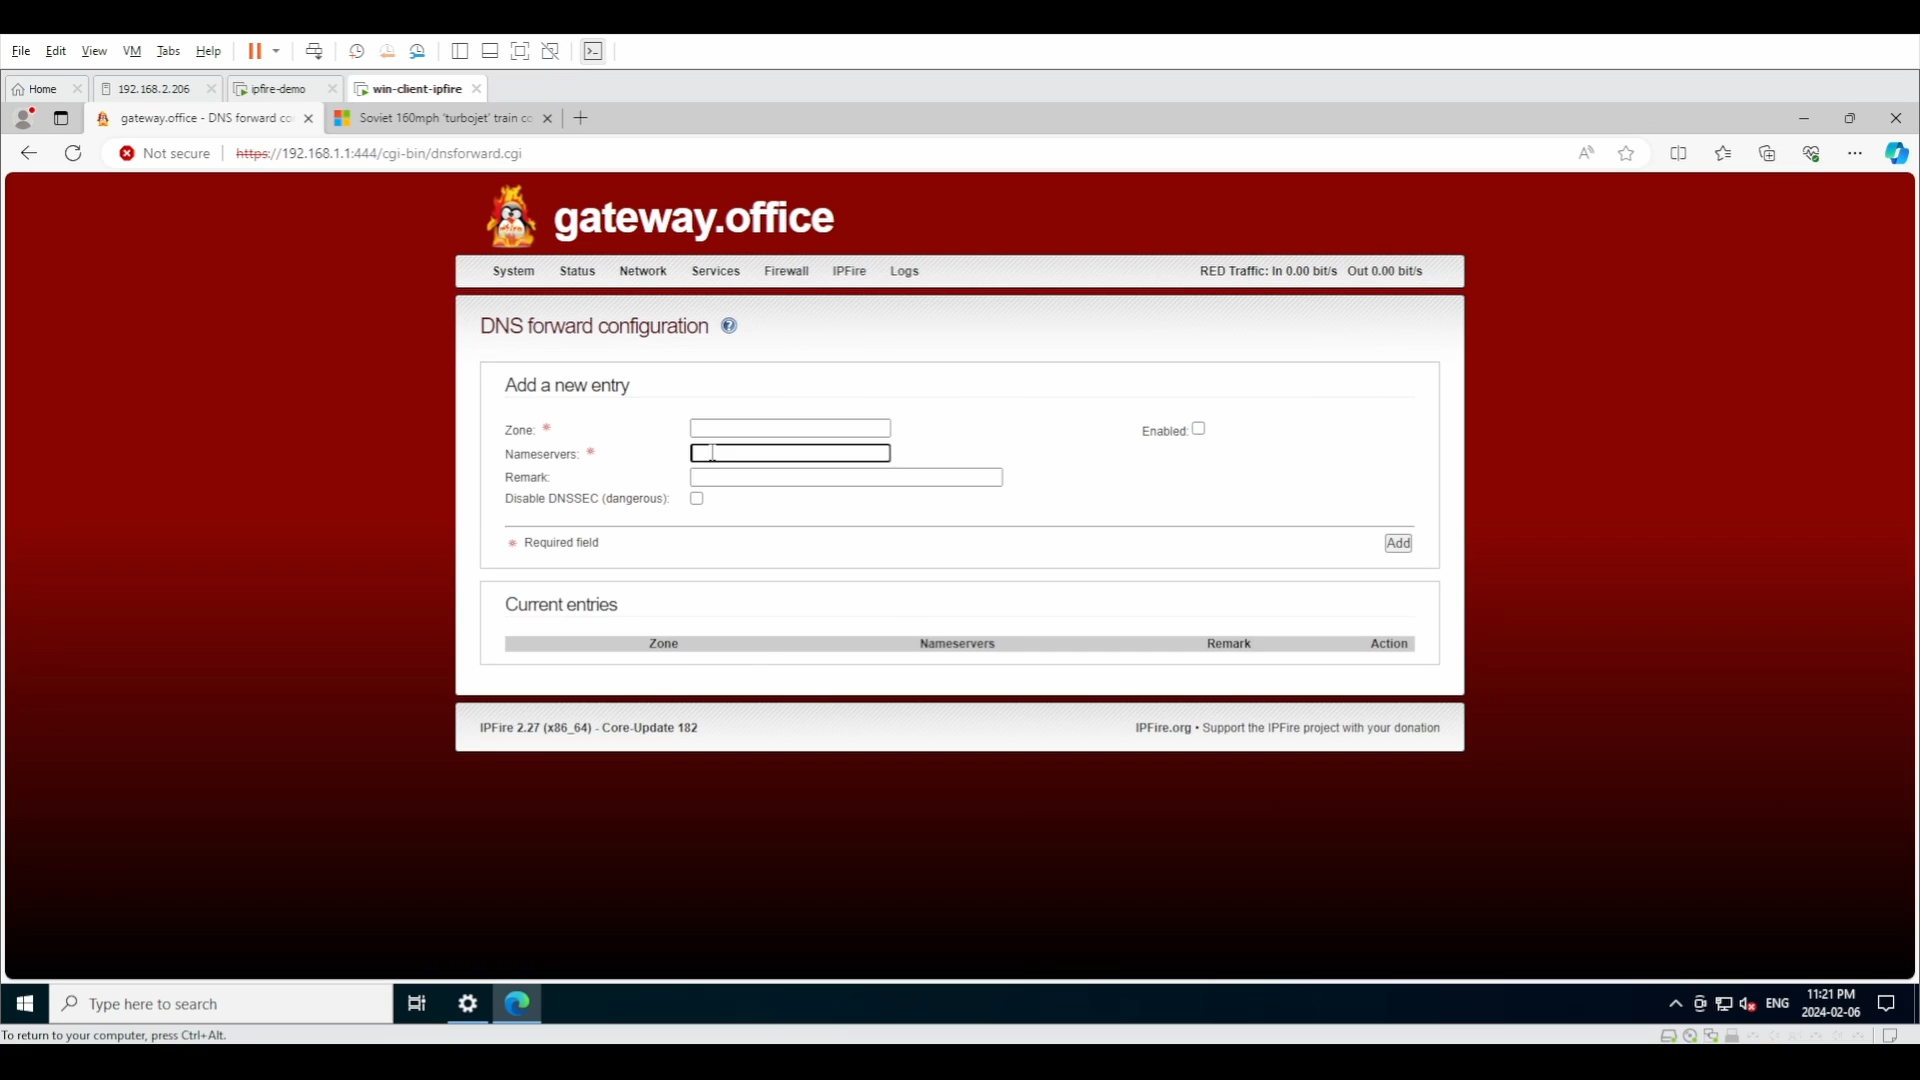 File Edit View VM Tabs Help
Home 192.168.2.206 ipfire-demo win-client-ipfire
gateway.office - DNS forward co Soviet 160mph 'turbojet' train co
Not secure https://192.168.1.1:444/cgi-bin/dnsforward.cgi
gateway.office
System Status Network Services Firewall IPFire Logs RED Traffic: In 0.00 bit/s Out 0.00 bit/s
DNS forward configuration
Add a new entry
Zone: Enabled:
Nameservers:
Remark:
Disable DNSSEC (dangerous):
Required field Add
Current entries
Zone Nameservers Remark Action
IPFire 2.27 (x86_64) - Core-Update 182 IPFire.org • Support the IPFire project with your donation
Type here to search ENG 11:21 PM
2024-02-06
To return to your computer, press Ctrl+Alt.